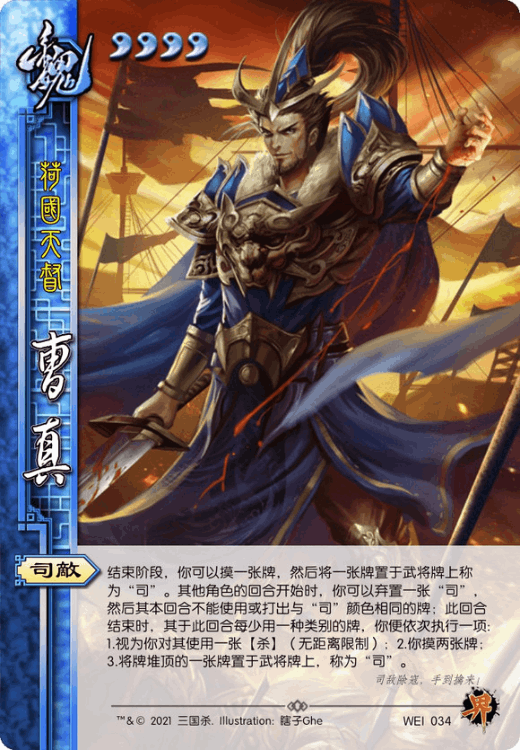 魏
荷國天督
曹真
司敵
结束阶段，你可以摸一张牌，然后将一张牌置于武将牌上称
为“司”。其他角色的回合开始时，你可以弃置一张“司”，
然后其本回合不能使用或打出与“司”颜色相同的牌；此回合
结束时，其于此回合每少用一种类别的牌，你便依次执行一项：
1.视为你对其使用一张【杀】（无距离限制）；2.你摸两张牌；
3.将牌堆顶的一张牌置于武将牌上，称为“司”。
司敌除寇，手到擒来！
界
™&© 2021 三国杀. Illustration: 瞎子Ghe
WEI 034